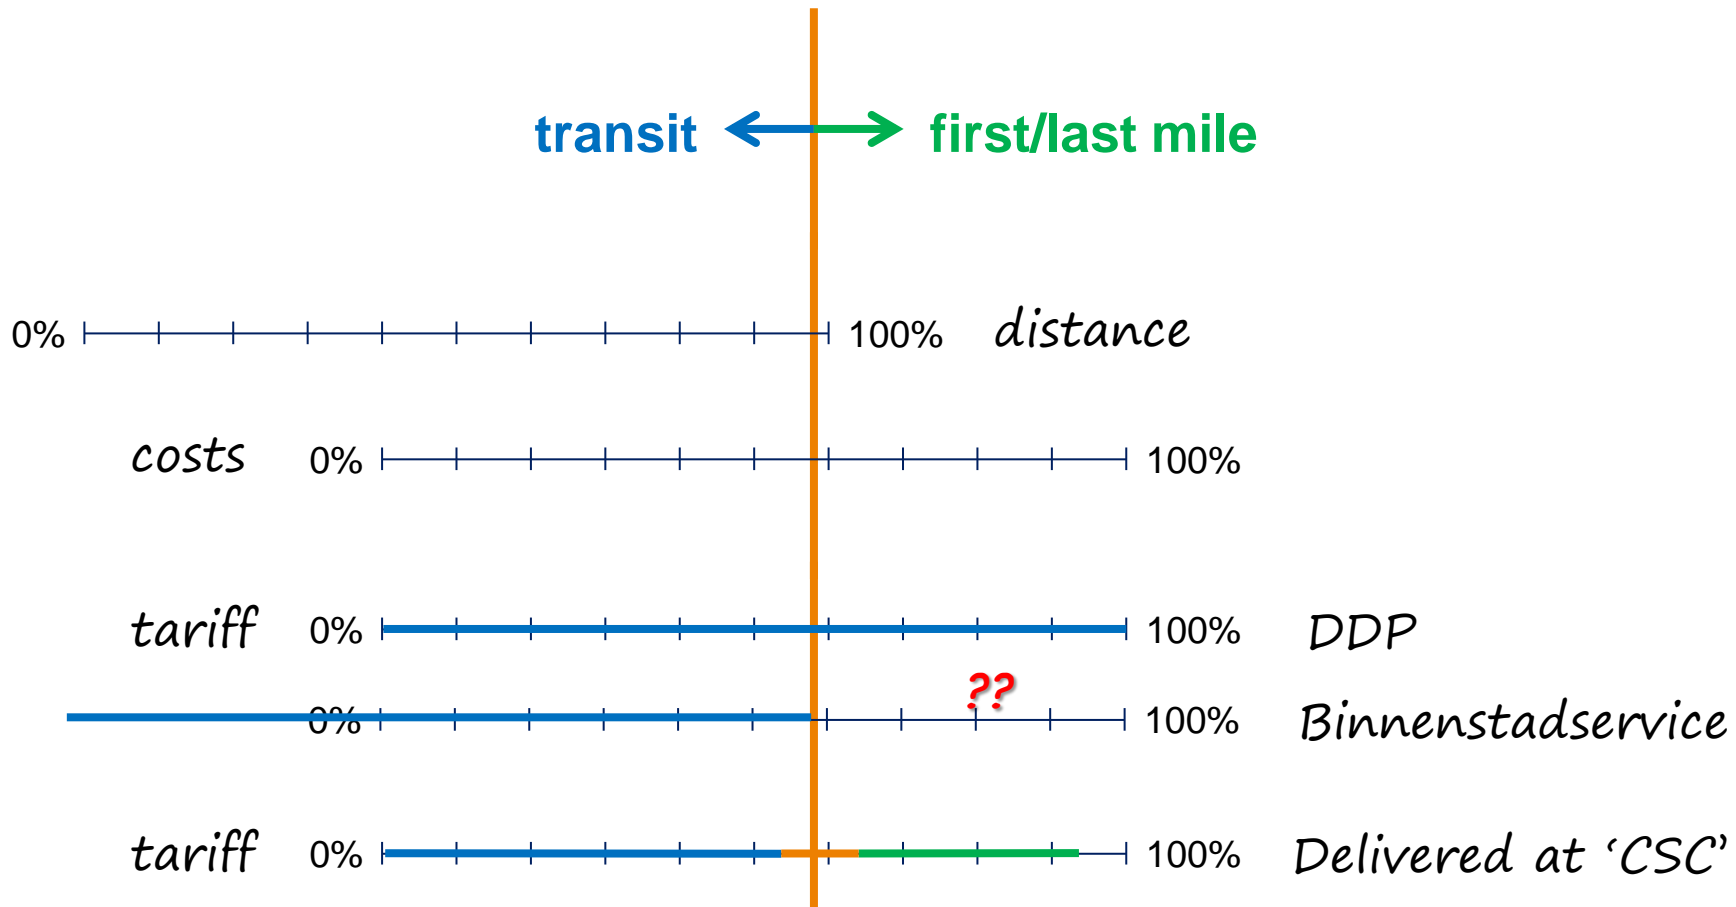 transit first/last mile
0% 100% distance
costs 0% 100%
tariff 0% 100% DDP
??
0% 100% Binnenstadservice
tariff 0% 100% Delivered at ‘CSC’